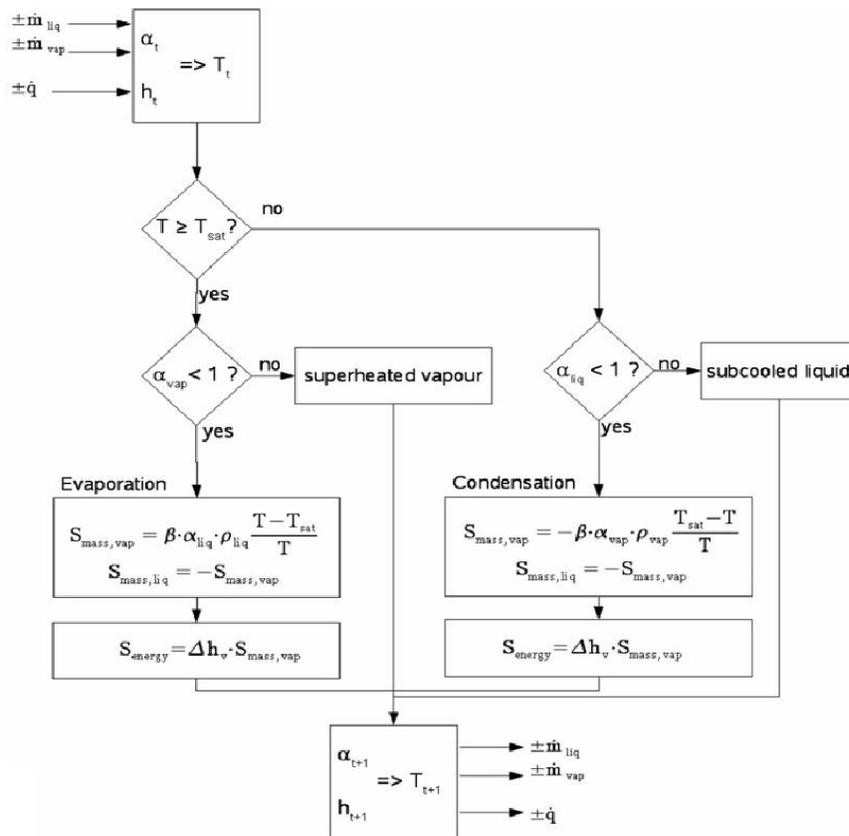 ±ṁ liq
±ṁ vap
±q̇
α_t
=> T_t
h_t
T ≥ T_sat?
no
yes
α_vap < 1 ?
no
superheated vapour
yes
α_liq < 1 ?
no
subcooled liquid
yes
Evaporation
S_mass,vap = β·α_liq·ρ_liq (T−T_sat)/T
S_mass,liq = −S_mass,vap
S_energy = Δh_v·S_mass,vap
Condensation
S_mass,vap = −β·α_vap·ρ_vap (T_sat−T)/T
S_mass,liq = −S_mass,vap
S_energy = Δh_v·S_mass,vap
α_t+1
=> T_t+1
h_t+1
±ṁ liq
±ṁ vap
±q̇